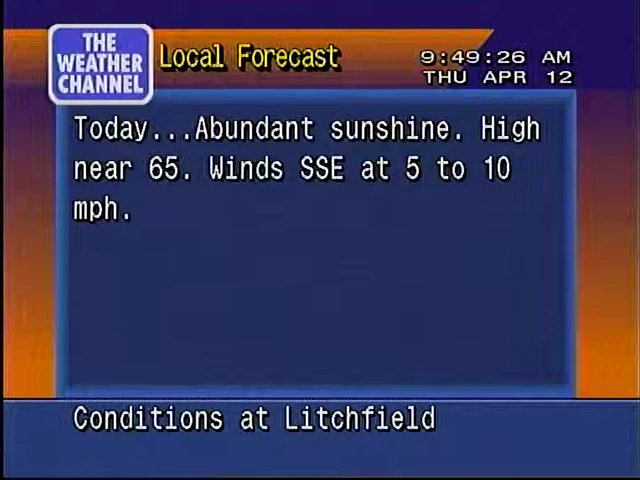 THE
WEATHER
CHANNEL
Local Forecast
9:49:26 AM
THU APR 12
Today...Abundant sunshine. High
near 65. Winds SSE at 5 to 10
mph.
Conditions at Litchfield